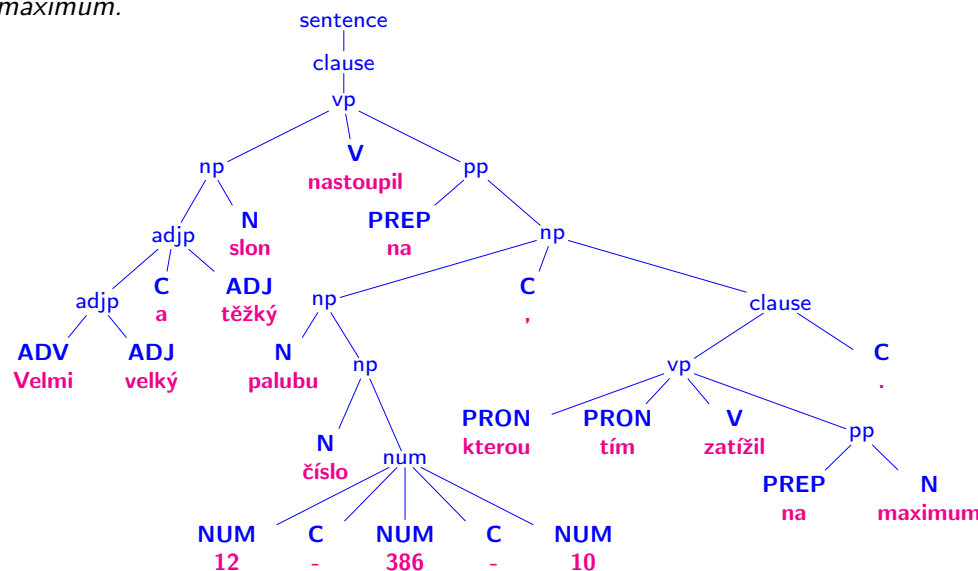 maximum.
sentence
clause
vp
np V pp
nastoupil
adjp N PREP np
slon na
adjp C ADJ np C clause
a těžký ,
ADV ADJ N np vp C
Velmi velký palubu .
N num PRON PRON V pp
číslo kterou tím zatížil
PREP N
na maximum
NUM C NUM C NUM
12 - 386 - 10